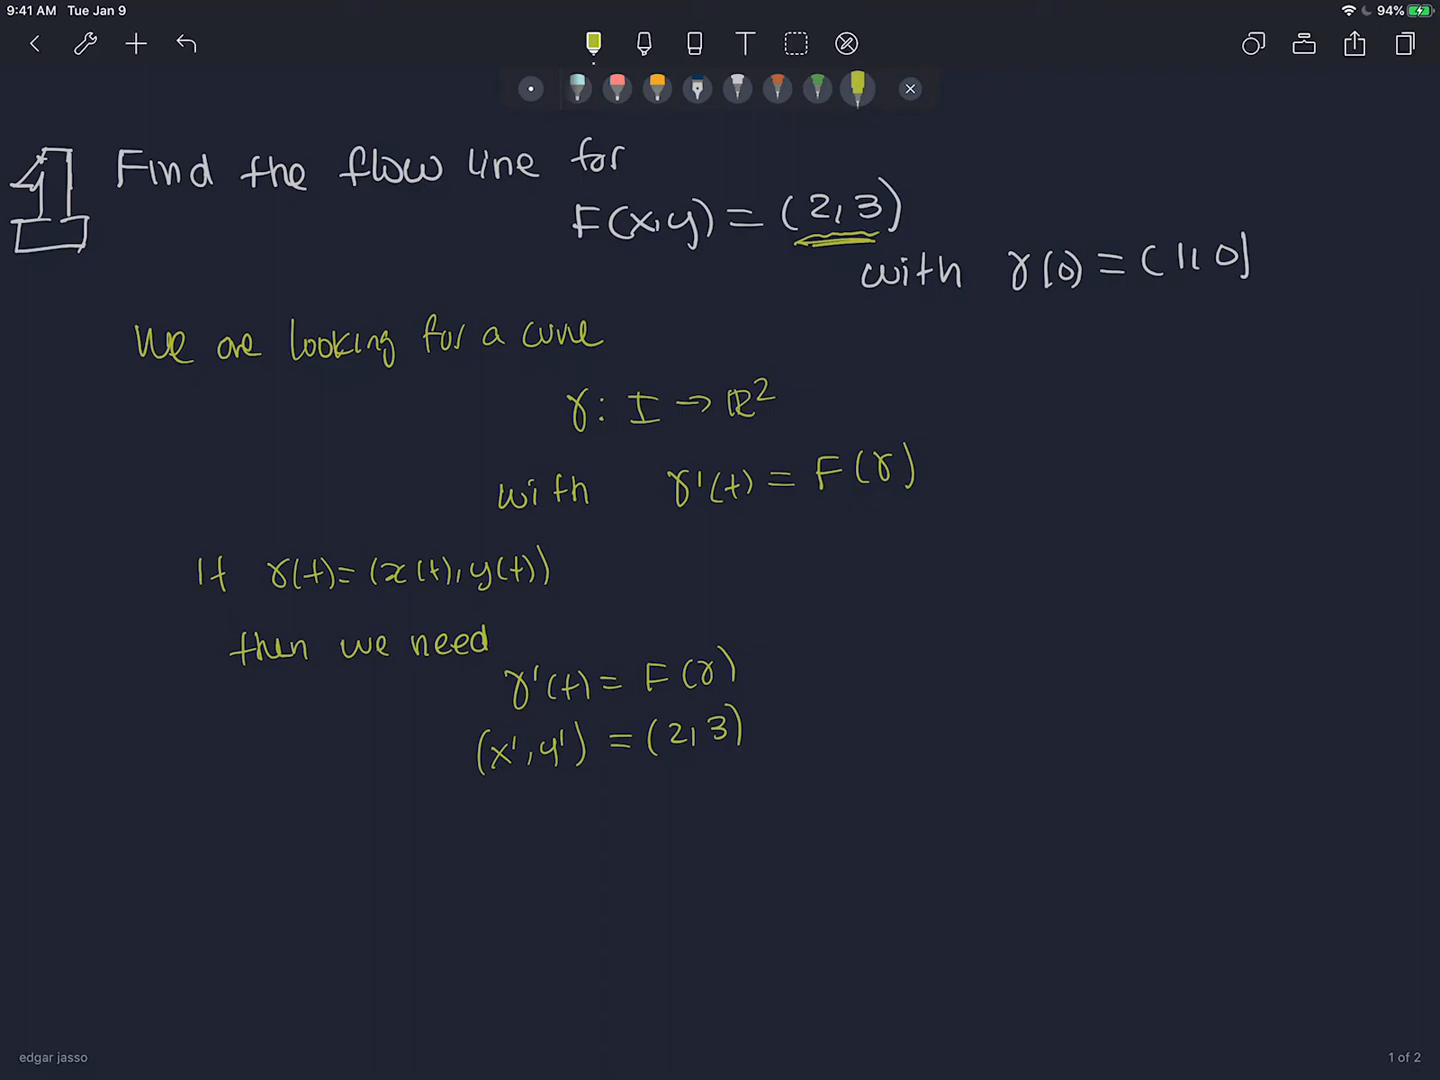 9:41 AM Tue Jan 9
94%
1 Find the flow line for
F(x,y) = (2,3)
with γ(0) = (1,0)
We are looking for a curve
γ: I → ℝ²
with γ'(t) = F(γ)
If γ(t) = (x(t), y(t))
then we need
γ'(t) = F(γ)
(x', y') = (2,3)
edgar jasso
1 of 2